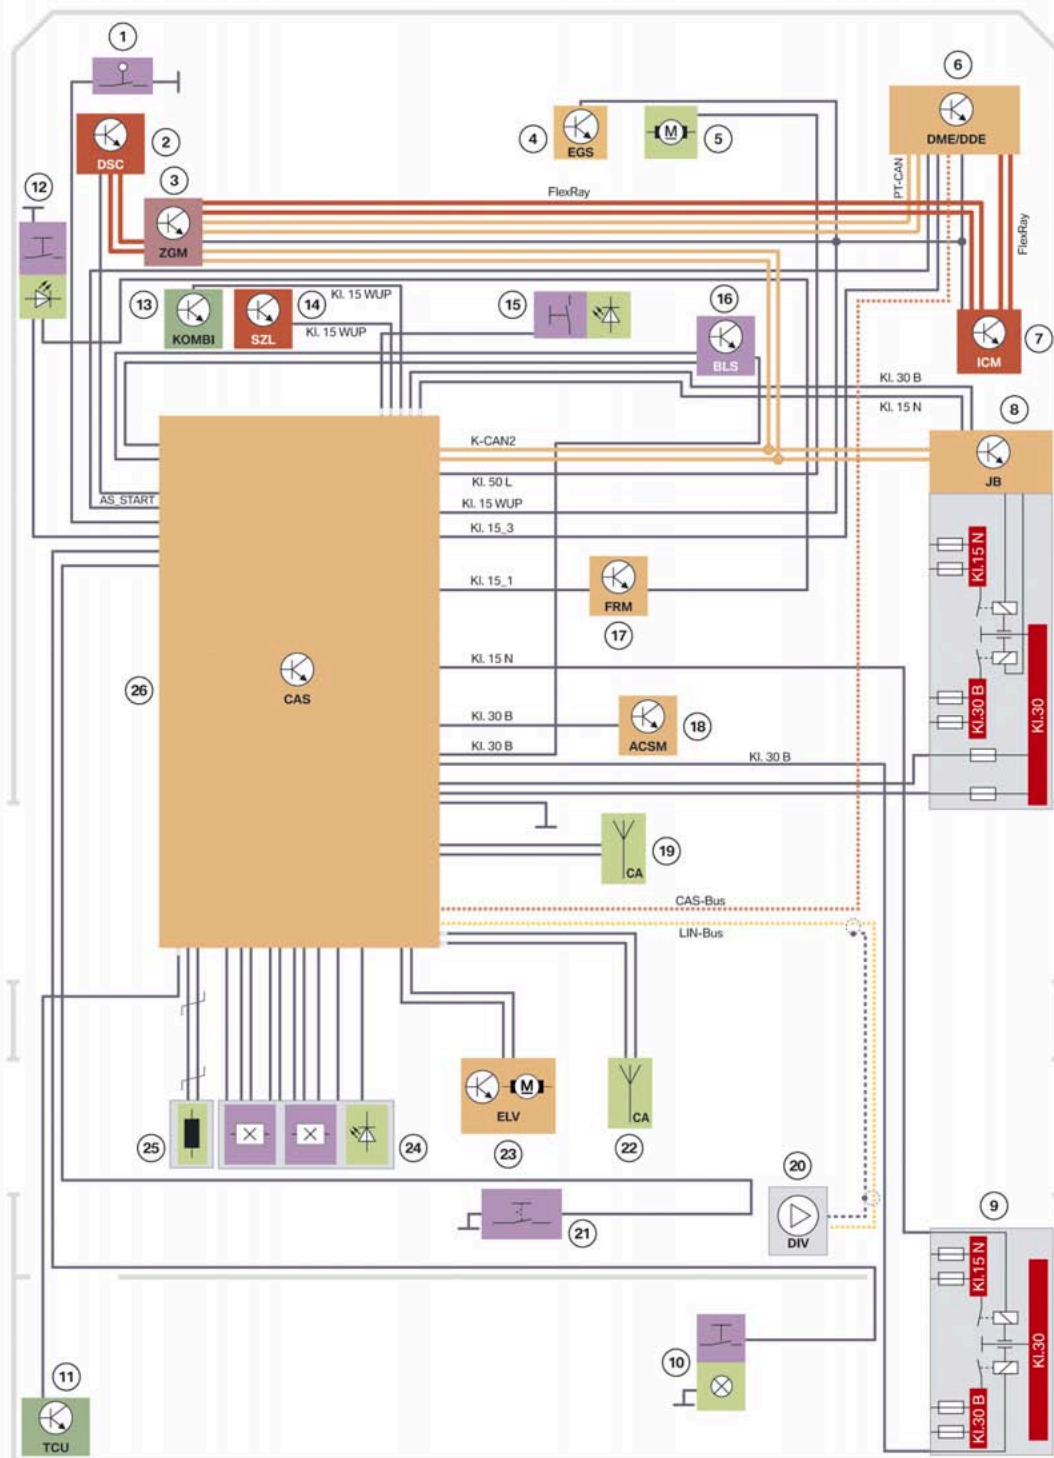 1
6
DSC
2
4
EGS
M
5
DME/DDE
3
12
PT-CAN
FlexRay
ZGM
FlexRay
13
Kl. 15 WUP
14
15
16
KOMBI
SZL
Kl. 15 WUP
BLS
ICM
7
Kl. 30 B
Kl. 15 N
8
K-CAN2
JB
Kl. 50 L
AS_START
Kl. 15 WUP
Kl. 15_3
Kl.15 N
Kl. 15_1
FRM
17
Kl. 15 N
26
CAS
Kl.30 B
Kl.30
Kl. 30 B
ACSM
18
Kl. 30 B
Kl. 30 B
19
CA
CAS-Bus
LIN-Bus
M
ELV
CA
25
24
23
22
20
21
DIV
9
Kl.15 N
Kl.30
10
Kl.30 B
11
TCU